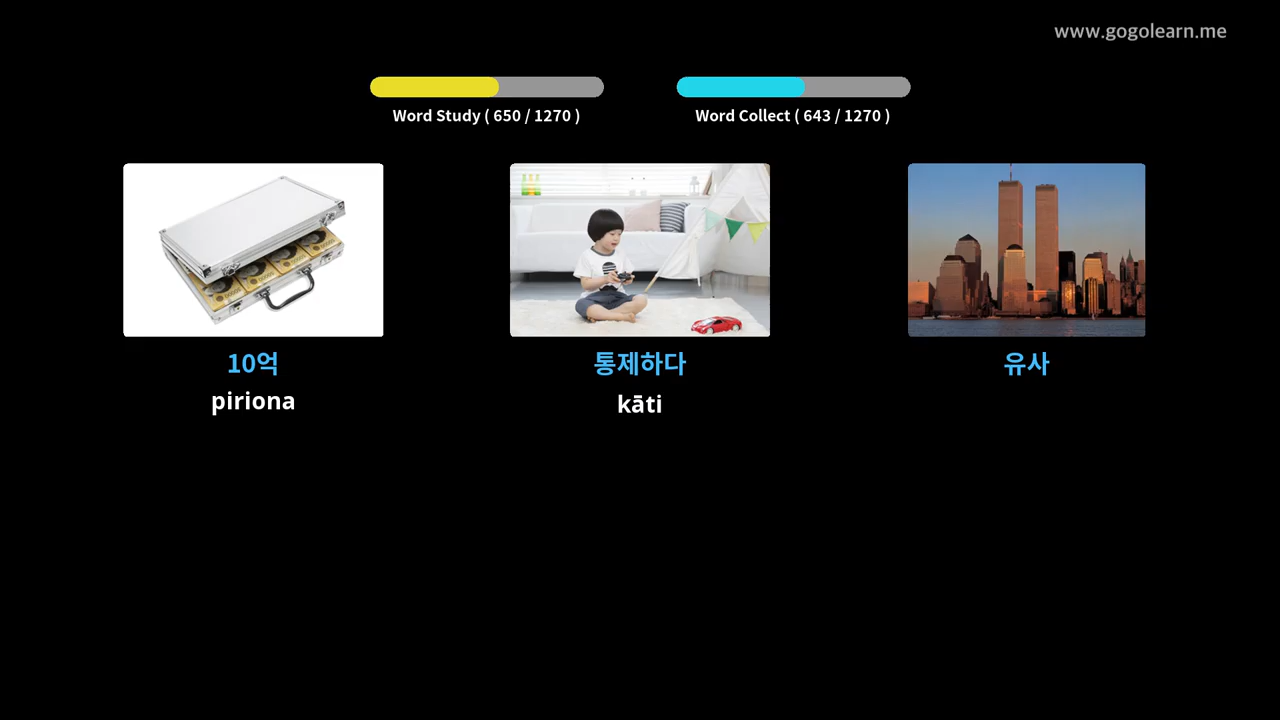 www.gogolearn.me
Word Study ( 650 / 1270 )
Word Collect ( 643 / 1270 )
10억
통제하다
유사
piriona
kāti